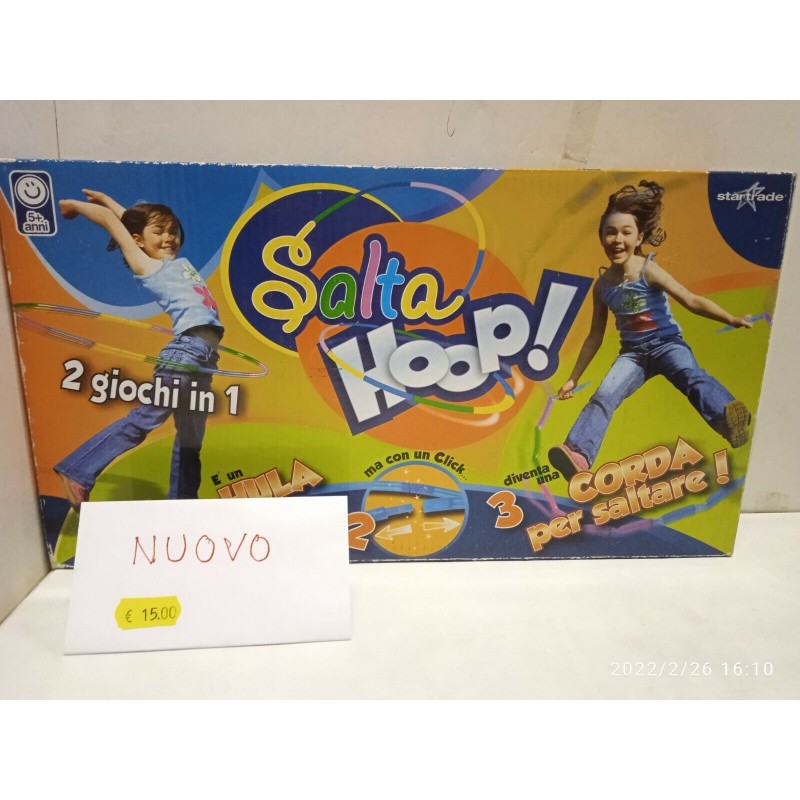 5+
anni
startrade
Salta
Hoop!
2 giochi in 1
E' un
HULA
2
ma con un Click...
3
diventa
una
CORDA
per saltare!
NUOVO
€ 15.00
2022/2/26 16:10